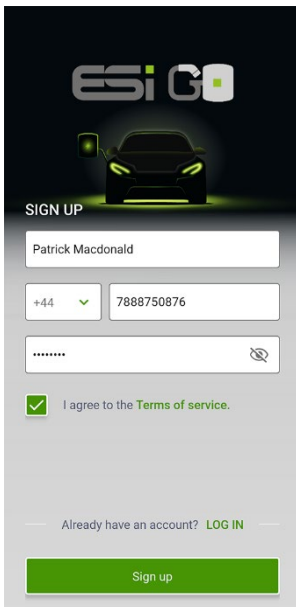 ESi GO
SIGN UP
Patrick Macdonald
+44 7888750876
••••••••
I agree to the Terms of service.
Already have an account? LOG IN
Sign up